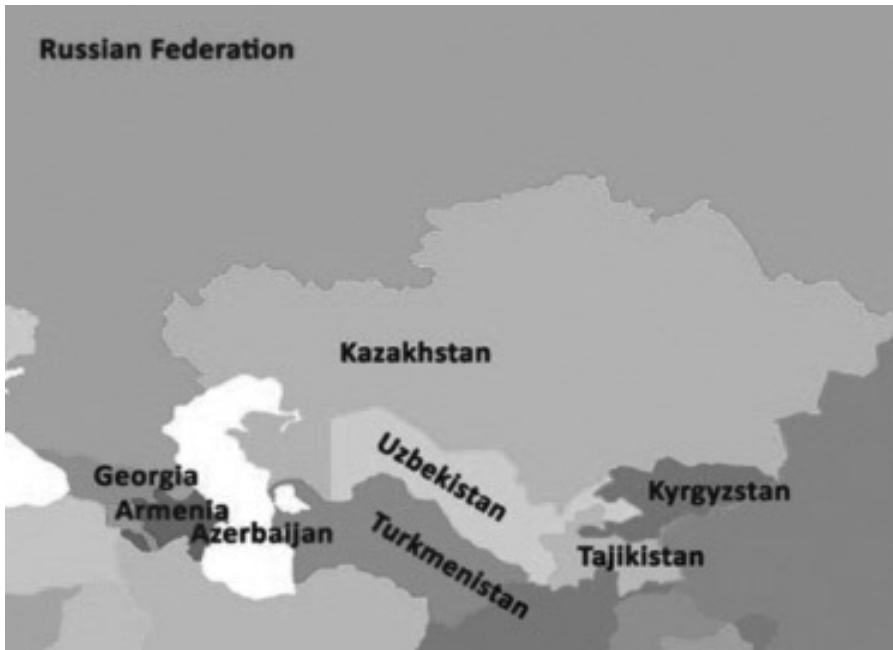 Russian Federation
Kazakhstan
Uzbekistan
Georgia
Kyrgyzstan
Armenia
Azerbaijan
Turkmenistan
Tajikistan